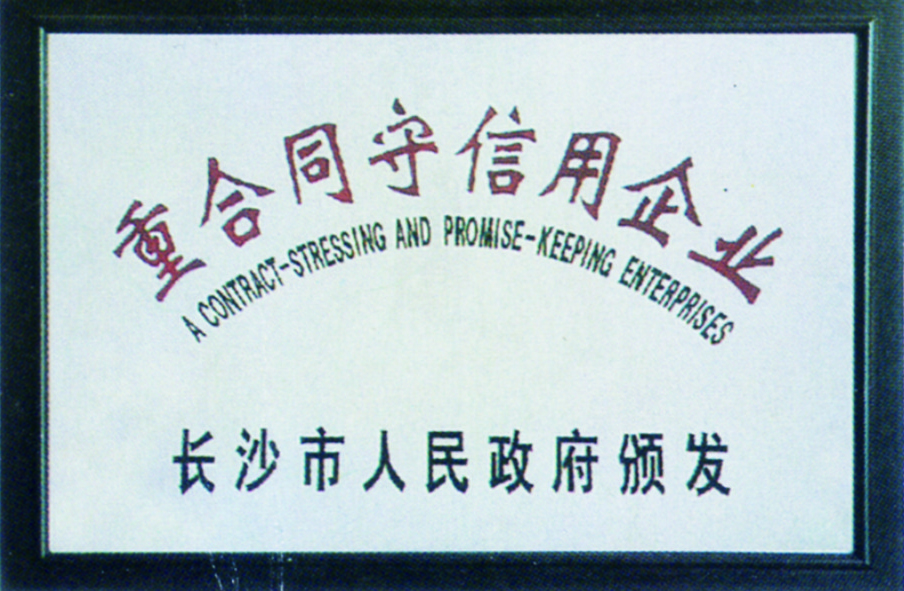 重合同守信用企业
A CONTRACT-STRESSING AND PROMISE-KEEPING ENTERPRISES
长沙市人民政府颁发